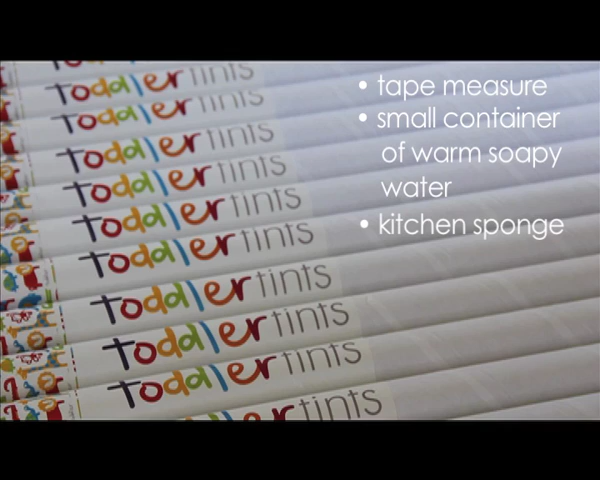 • tape measure
• small container
of warm soapy
water
• kitchen sponge
toddlertints
toddlertints
toddlertints
toddlertints
toddlertints
toddlertints
toddlertints
toddlertints
toddlertints
tints